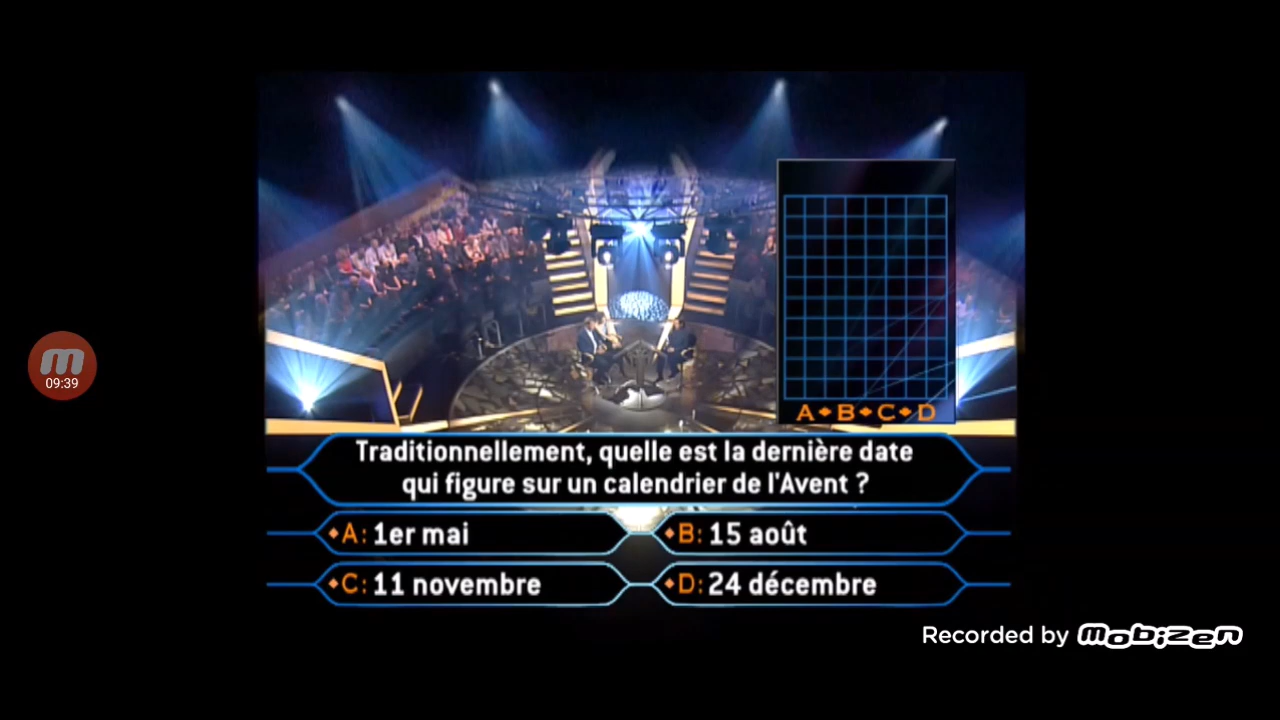 09:39
A◆B◆C◆D
Traditionnellement, quelle est la dernière date
qui figure sur un calendrier de l'Avent ?
◆A: 1er mai
◆B: 15 août
◆C: 11 novembre
◆D: 24 décembre
Recorded by mobizen